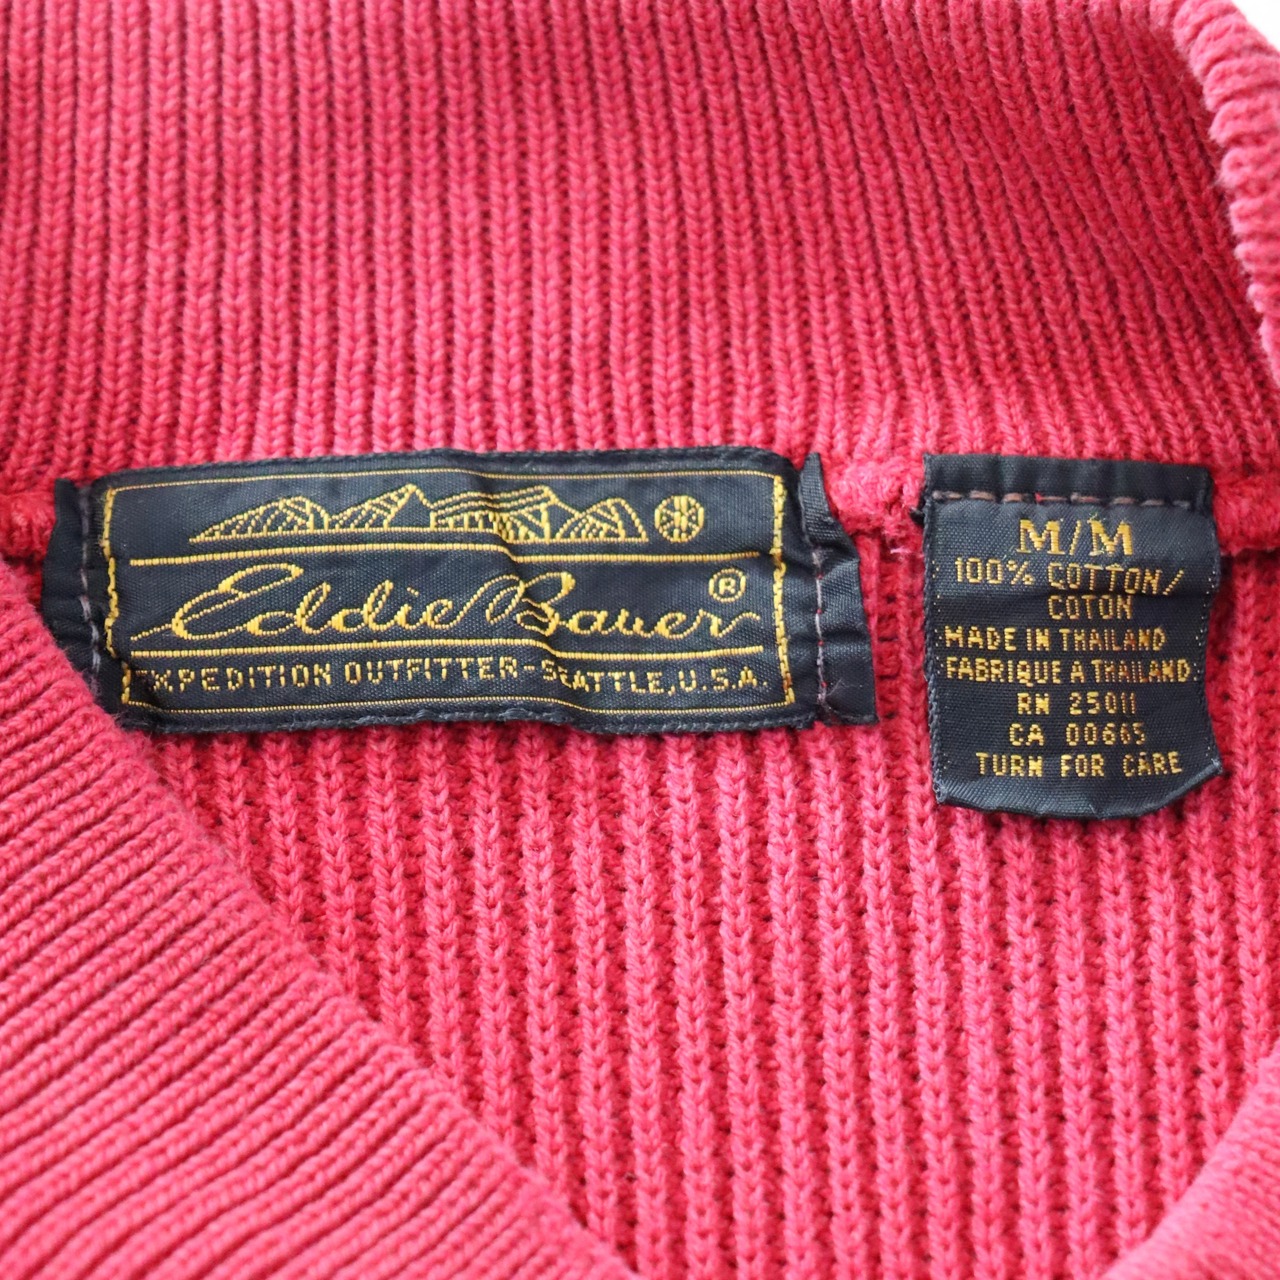 Eddie Bauer®
EXPEDITION OUTFITTER-SEATTLE, U.S.A.
M/M
100% COTTON/
COTON
MADE IN THAILAND
FABRIQUE A THAILAND
RN 25011
CA 00665
TURN FOR CARE